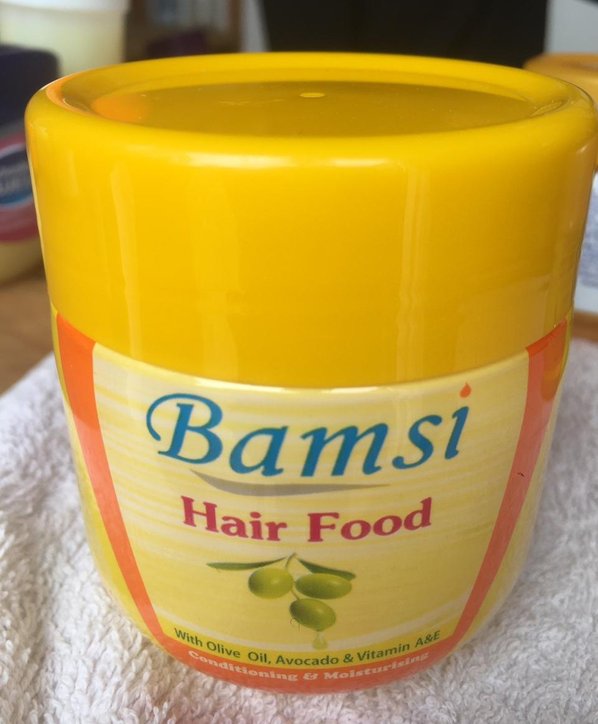 Bamsi
Hair Food
With Olive Oil, Avocado & Vitamin A&E
Conditioning & Moisturising